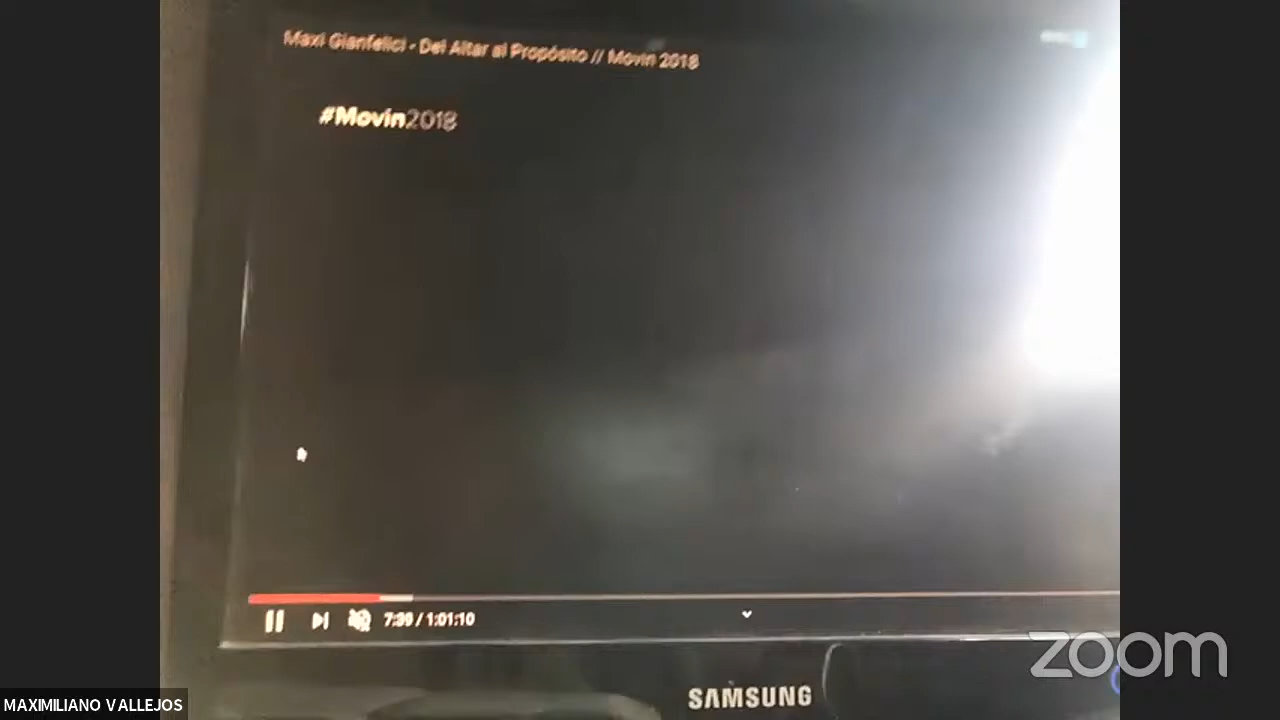 Maxi Gianfelici - Del Altar al Propósito // Movin 2018
#Movin2018
7:39 / 1:01:10
zoom
SAMSUNG
MAXIMILIANO VALLEJOS